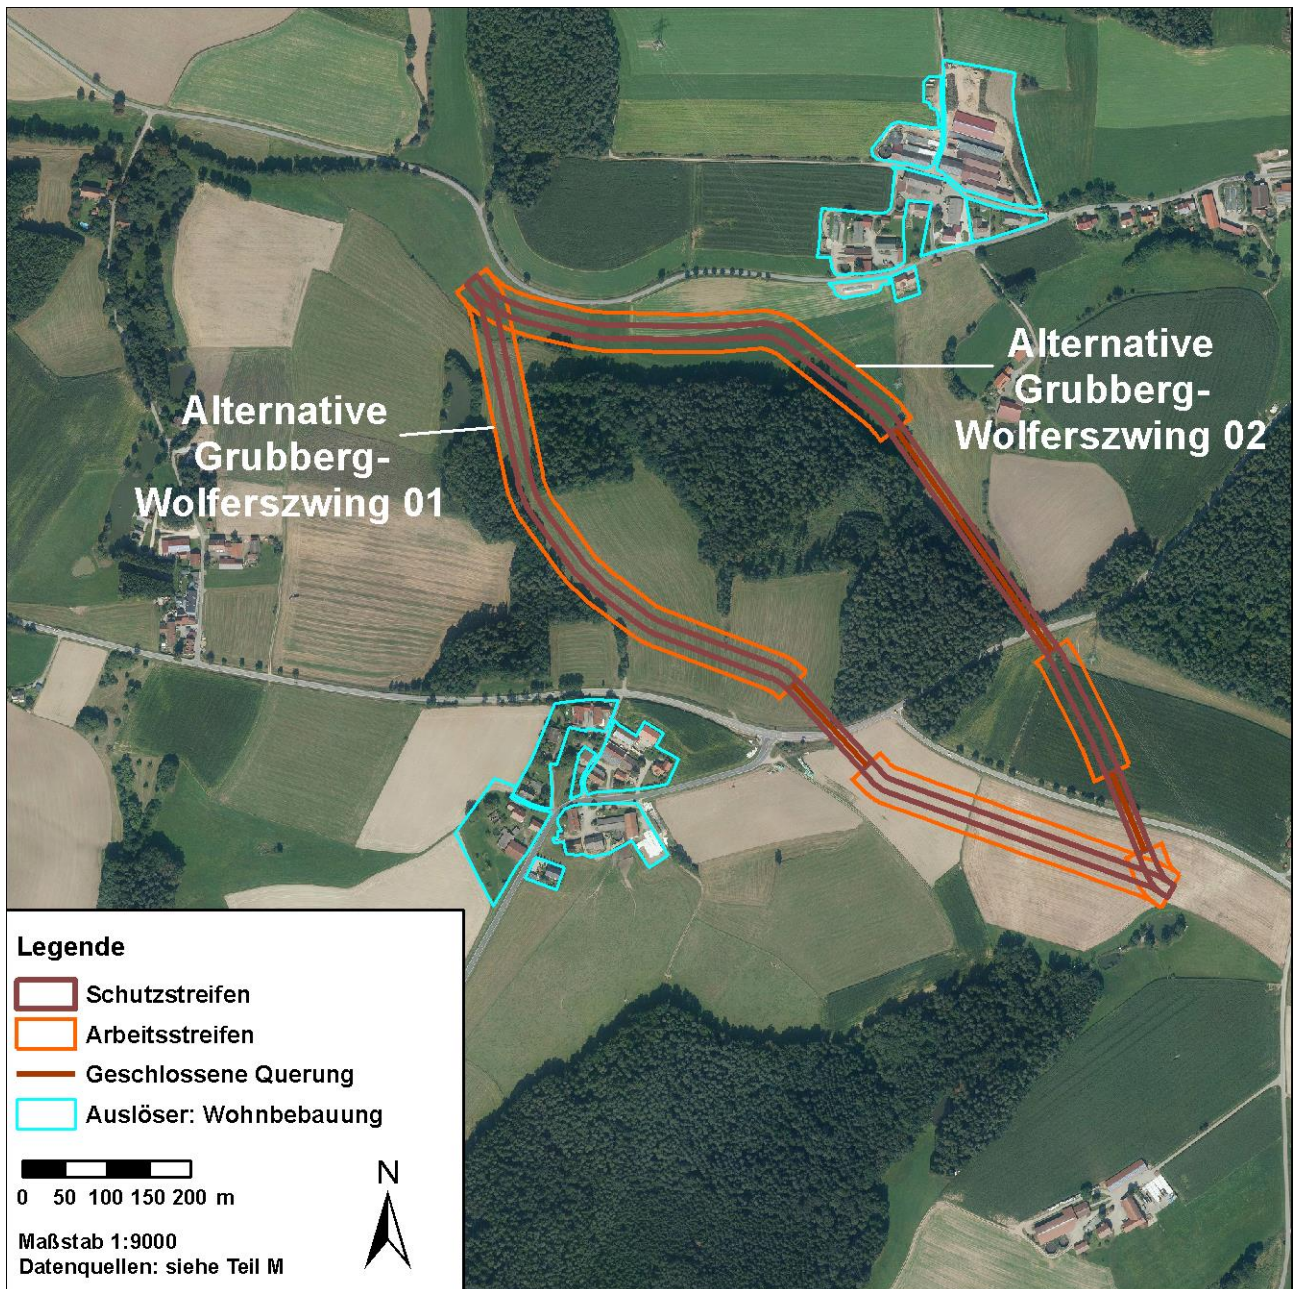 Alternative
Grubberg-
Wolferszwing 02
Alternative
Grubberg-
Wolferszwing 01
Legende
Schutzstreifen
Arbeitsstreifen
Geschlossene Querung
Auslöser: Wohnbebauung
0 50 100 150 200 m
N
Maßstab 1:9000
Datenquellen: siehe Teil M